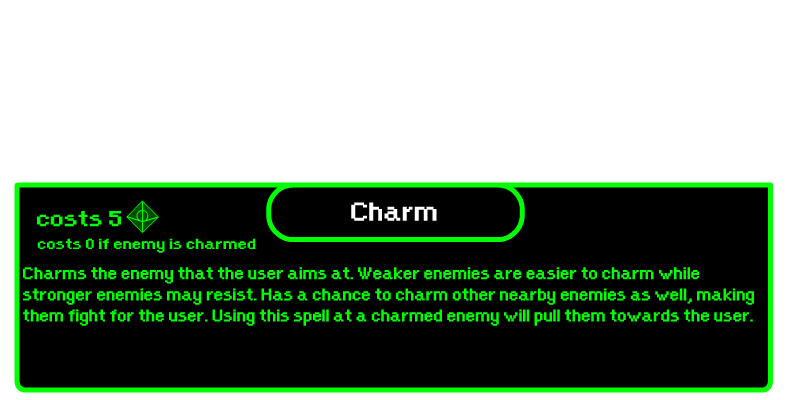 Charm
costs 5
costs 0 if enemy is charmed
Charms the enemy that the user aims at. Weaker enemies are easier to charm while
stronger enemies may resist. Has a chance to charm other nearby enemies as well, making
them fight for the user. Using this spell at a charmed enemy will pull them towards the user.